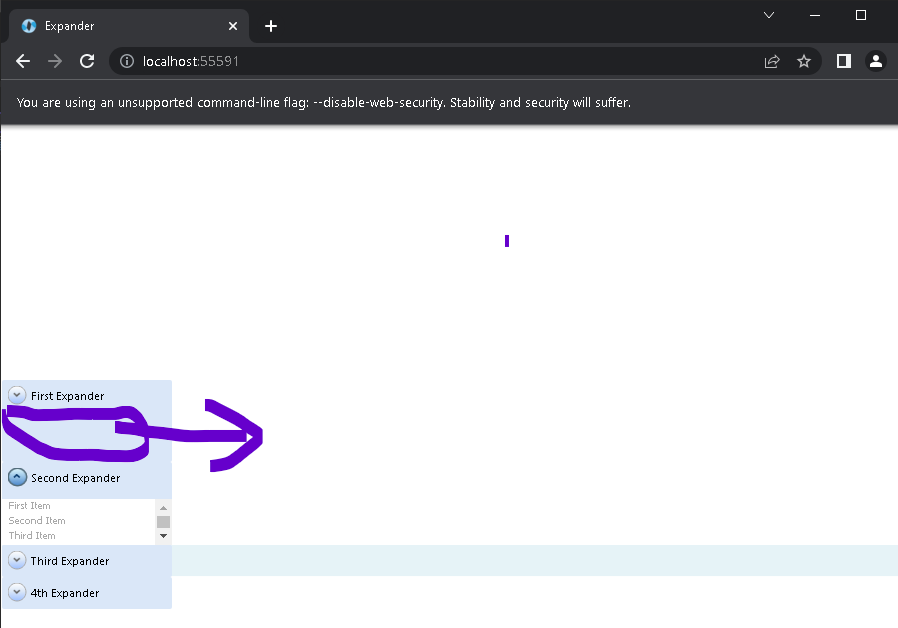 Expander
localhost:55591
You are using an unsupported command-line flag: --disable-web-security. Stability and security will suffer.
First Expander
Second Expander
First Item
Second Item
Third Item
Third Expander
4th Expander